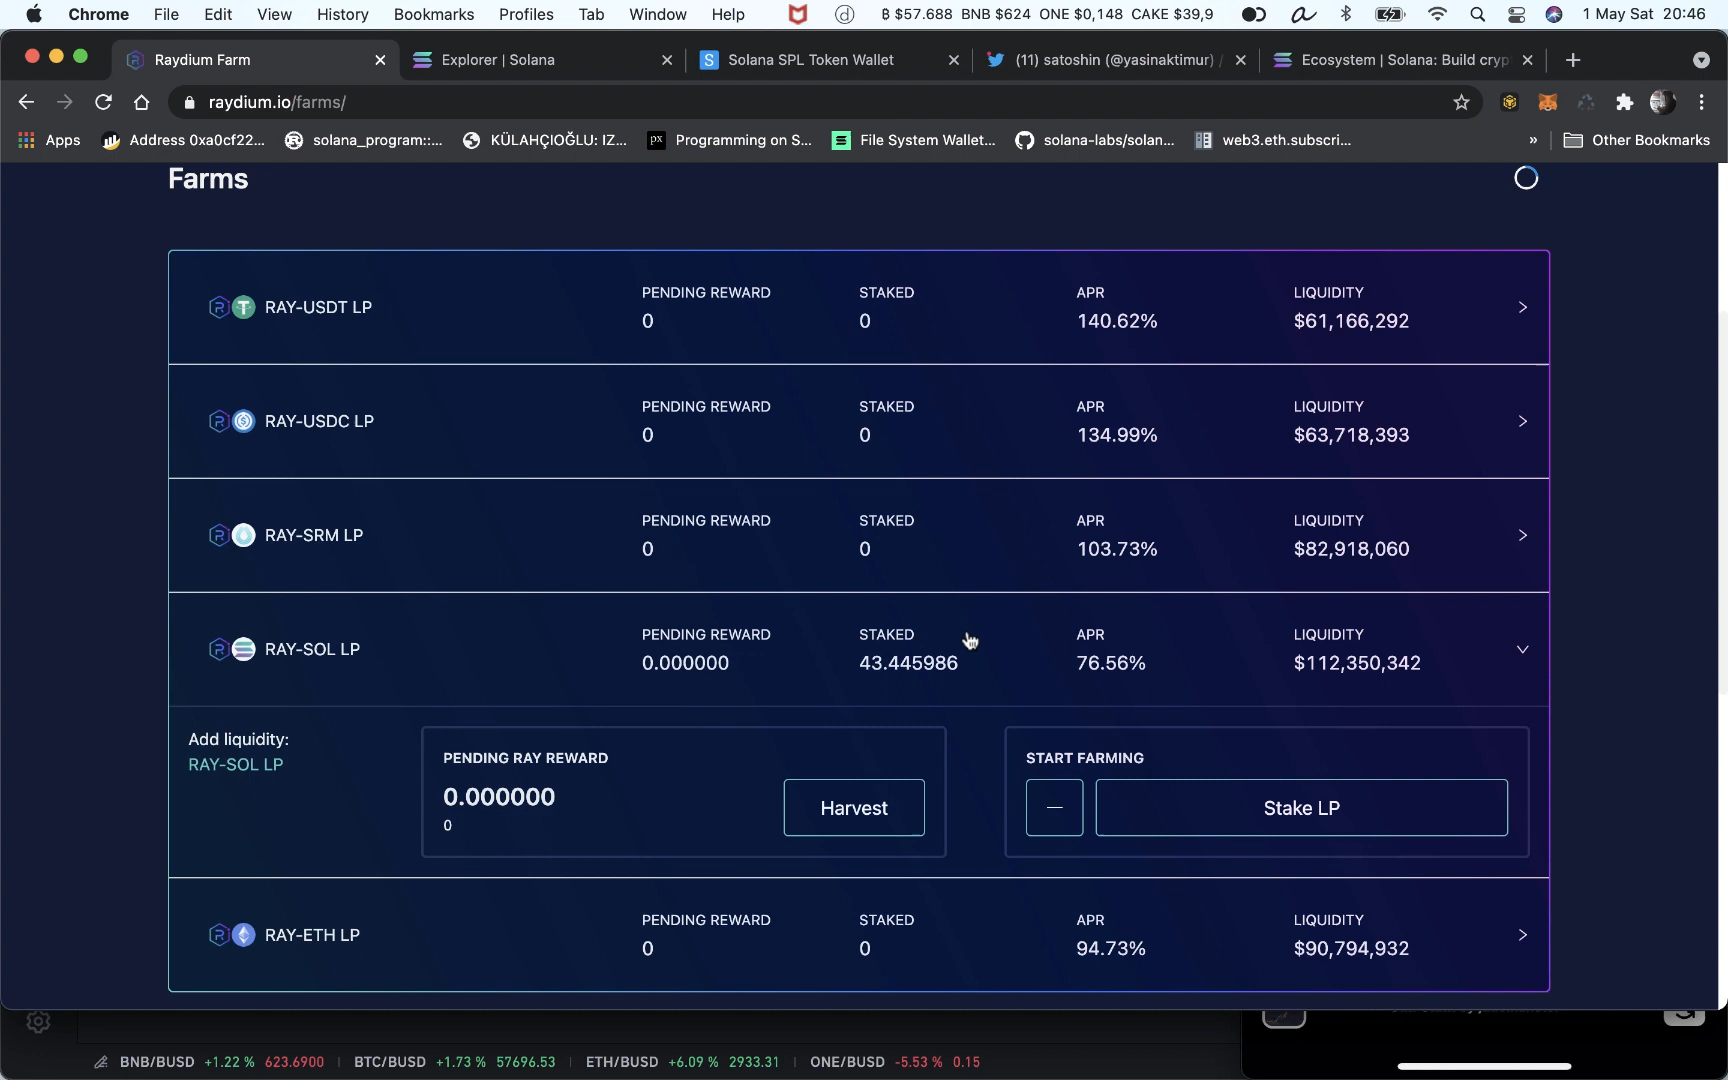 Chrome File Edit View History Bookmarks Profiles Tab Window Help ฿ $57.688 BNB $624 ONE $0,148 CAKE $39,9 1 May Sat 20:46
Raydium Farm Explorer | Solana Solana SPL Token Wallet (11) satoshin (@yasinaktimur) / Ecosystem | Solana: Build cryp
raydium.io/farms/
Apps Address 0xa0cf22... solana_program::... KÜLAHÇIOĞLU: IZ... Programming on S... File System Wallet... solana-labs/solan... web3.eth.subscri... » Other Bookmarks
Farms
RAY-USDT LP
PENDING REWARD STAKED APR LIQUIDITY
0 0 140.62% $61,166,292
RAY-USDC LP
PENDING REWARD STAKED APR LIQUIDITY
0 0 134.99% $63,718,393
RAY-SRM LP
PENDING REWARD STAKED APR LIQUIDITY
0 0 103.73% $82,918,060
RAY-SOL LP
PENDING REWARD STAKED APR LIQUIDITY
0.000000 43.445986 76.56% $112,350,342
Add liquidity:
RAY-SOL LP
PENDING RAY REWARD
0.000000
0
Harvest
START FARMING
Stake LP
RAY-ETH LP
PENDING REWARD STAKED APR LIQUIDITY
0 0 94.73% $90,794,932
BNB/BUSD +1.22 % 623.6900 BTC/BUSD +1.73 % 57696.53 ETH/BUSD +6.09 % 2933.31 ONE/BUSD -5.53 % 0.15